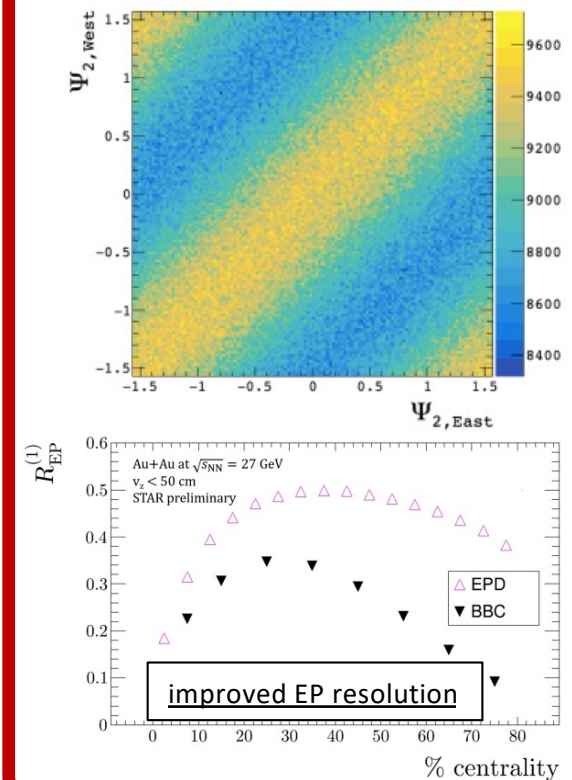 Ψ2,West
1.5
1
0.5
0
−0.5
−1
−1.5
−1.5
−1
−0.5
0
0.5
1
1.5
Ψ2,East
9600
9400
9200
9000
8800
8600
8400
R_EP^(1)
0.6
0.5
0.4
0.3
0.2
0.1
0
Au+Au at √sNN = 27 GeV
vz < 50 cm
STAR preliminary
EPD
BBC
improved EP resolution
0 10 20 30 40 50 60 70 80
% centrality